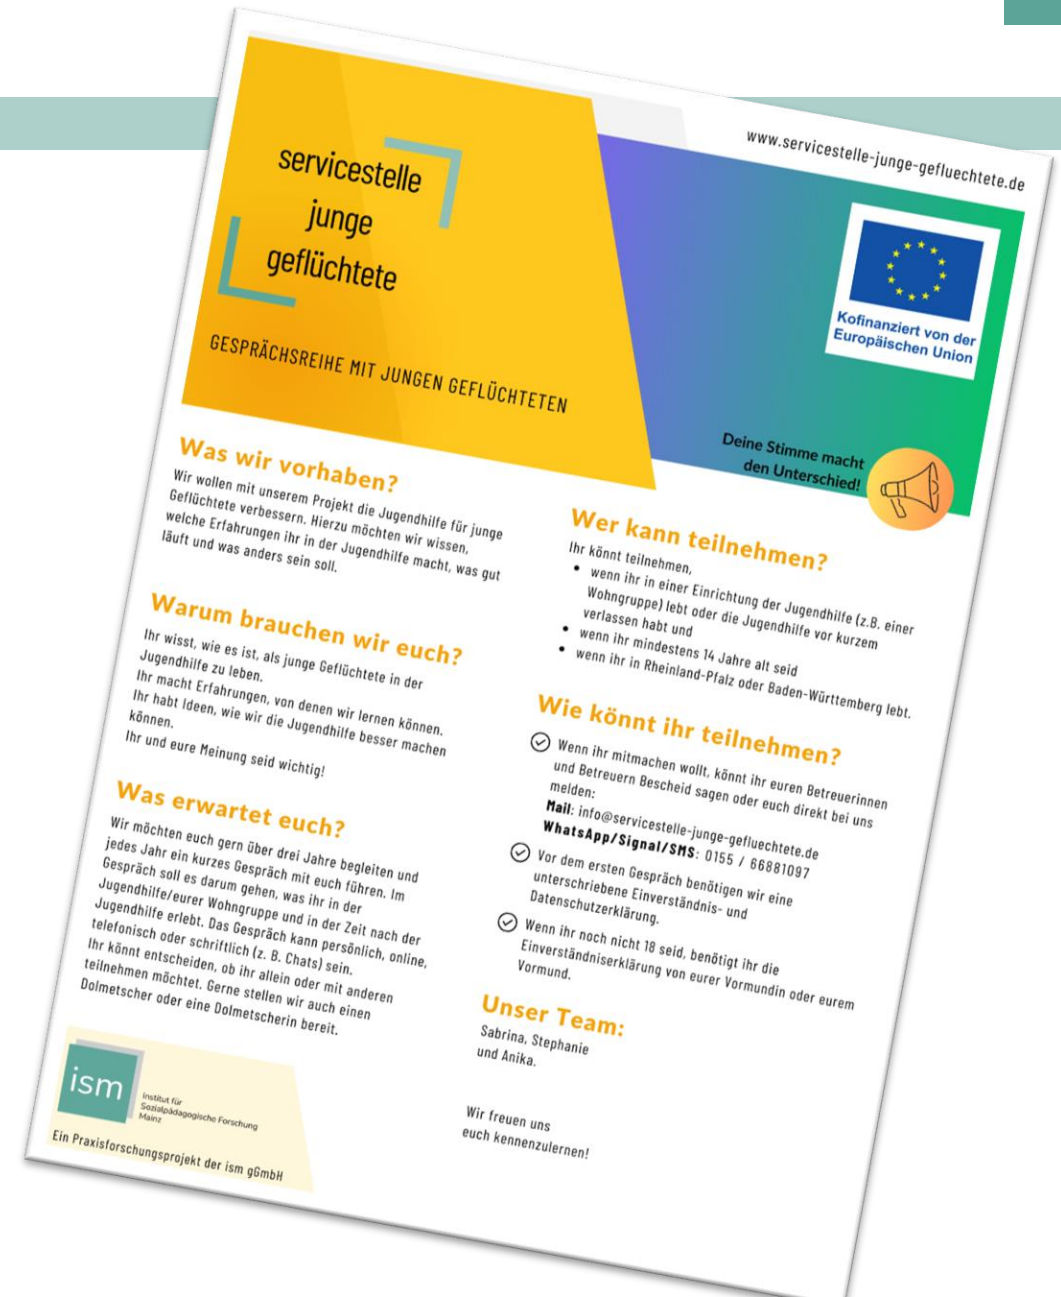 www.servicestelle-junge-gefluechtete.de
servicestelle
junge
geflüchtete
Kofinanziert von der
Europäischen Union
GESPRÄCHSREIHE MIT JUNGEN GEFLÜCHTETEN
Deine Stimme macht
den Unterschied!
Was wir vorhaben?
Wir wollen mit unserem Projekt die Jugendhilfe für junge
Geflüchtete verbessern. Hierzu möchten wir wissen,
welche Erfahrungen ihr in der Jugendhilfe macht, was gut
läuft und was anders sein soll.
Warum brauchen wir euch?
Ihr wisst, wie es ist, als junge Geflüchtete in der
Jugendhilfe zu leben.
Ihr macht Erfahrungen, von denen wir lernen können.
Ihr habt Ideen, wie wir die Jugendhilfe besser machen
können.
Ihr und eure Meinung seid wichtig!
Was erwartet euch?
Wir möchten euch gern über drei Jahre begleiten und
jedes Jahr ein kurzes Gespräch mit euch führen. Im
Gespräch soll es darum gehen, was ihr in der
Jugendhilfe/eurer Wohngruppe und in der Zeit nach der
Jugendhilfe erlebt. Das Gespräch kann persönlich, online,
telefonisch oder schriftlich (z. B. Chats) sein.
Ihr könnt entscheiden, ob ihr allein oder mit anderen
teilnehmen möchtet. Gerne stellen wir auch einen
Dolmetscher oder eine Dolmetscherin bereit.
ism
Institut für
Sozialpädagogische Forschung
Mainz
Ein Praxisforschungsprojekt der ism gGmbH
Wer kann teilnehmen?
Ihr könnt teilnehmen,
• wenn ihr in einer Einrichtung der Jugendhilfe (z.B. einer
Wohngruppe) lebt oder die Jugendhilfe vor kurzem
verlassen habt und
• wenn ihr mindestens 14 Jahre alt seid
• wenn ihr in Rheinland-Pfalz oder Baden-Württemberg lebt.
Wie könnt ihr teilnehmen?
Wenn ihr mitmachen wollt, könnt ihr euren Betreuerinnen
und Betreuern Bescheid sagen oder euch direkt bei uns
melden:
Mail: info@servicestelle-junge-gefluechtete.de
WhatsApp/Signal/SMS: 0155 / 66881097
Vor dem ersten Gespräch benötigen wir eine
unterschriebene Einverständnis- und
Datenschutzerklärung.
Wenn ihr noch nicht 18 seid, benötigt ihr die
Einverständniserklärung von eurer Vormundin oder eurem
Vormund.
Unser Team:
Sabrina, Stephanie
und Anika.
Wir freuen uns
euch kennenzulernen!